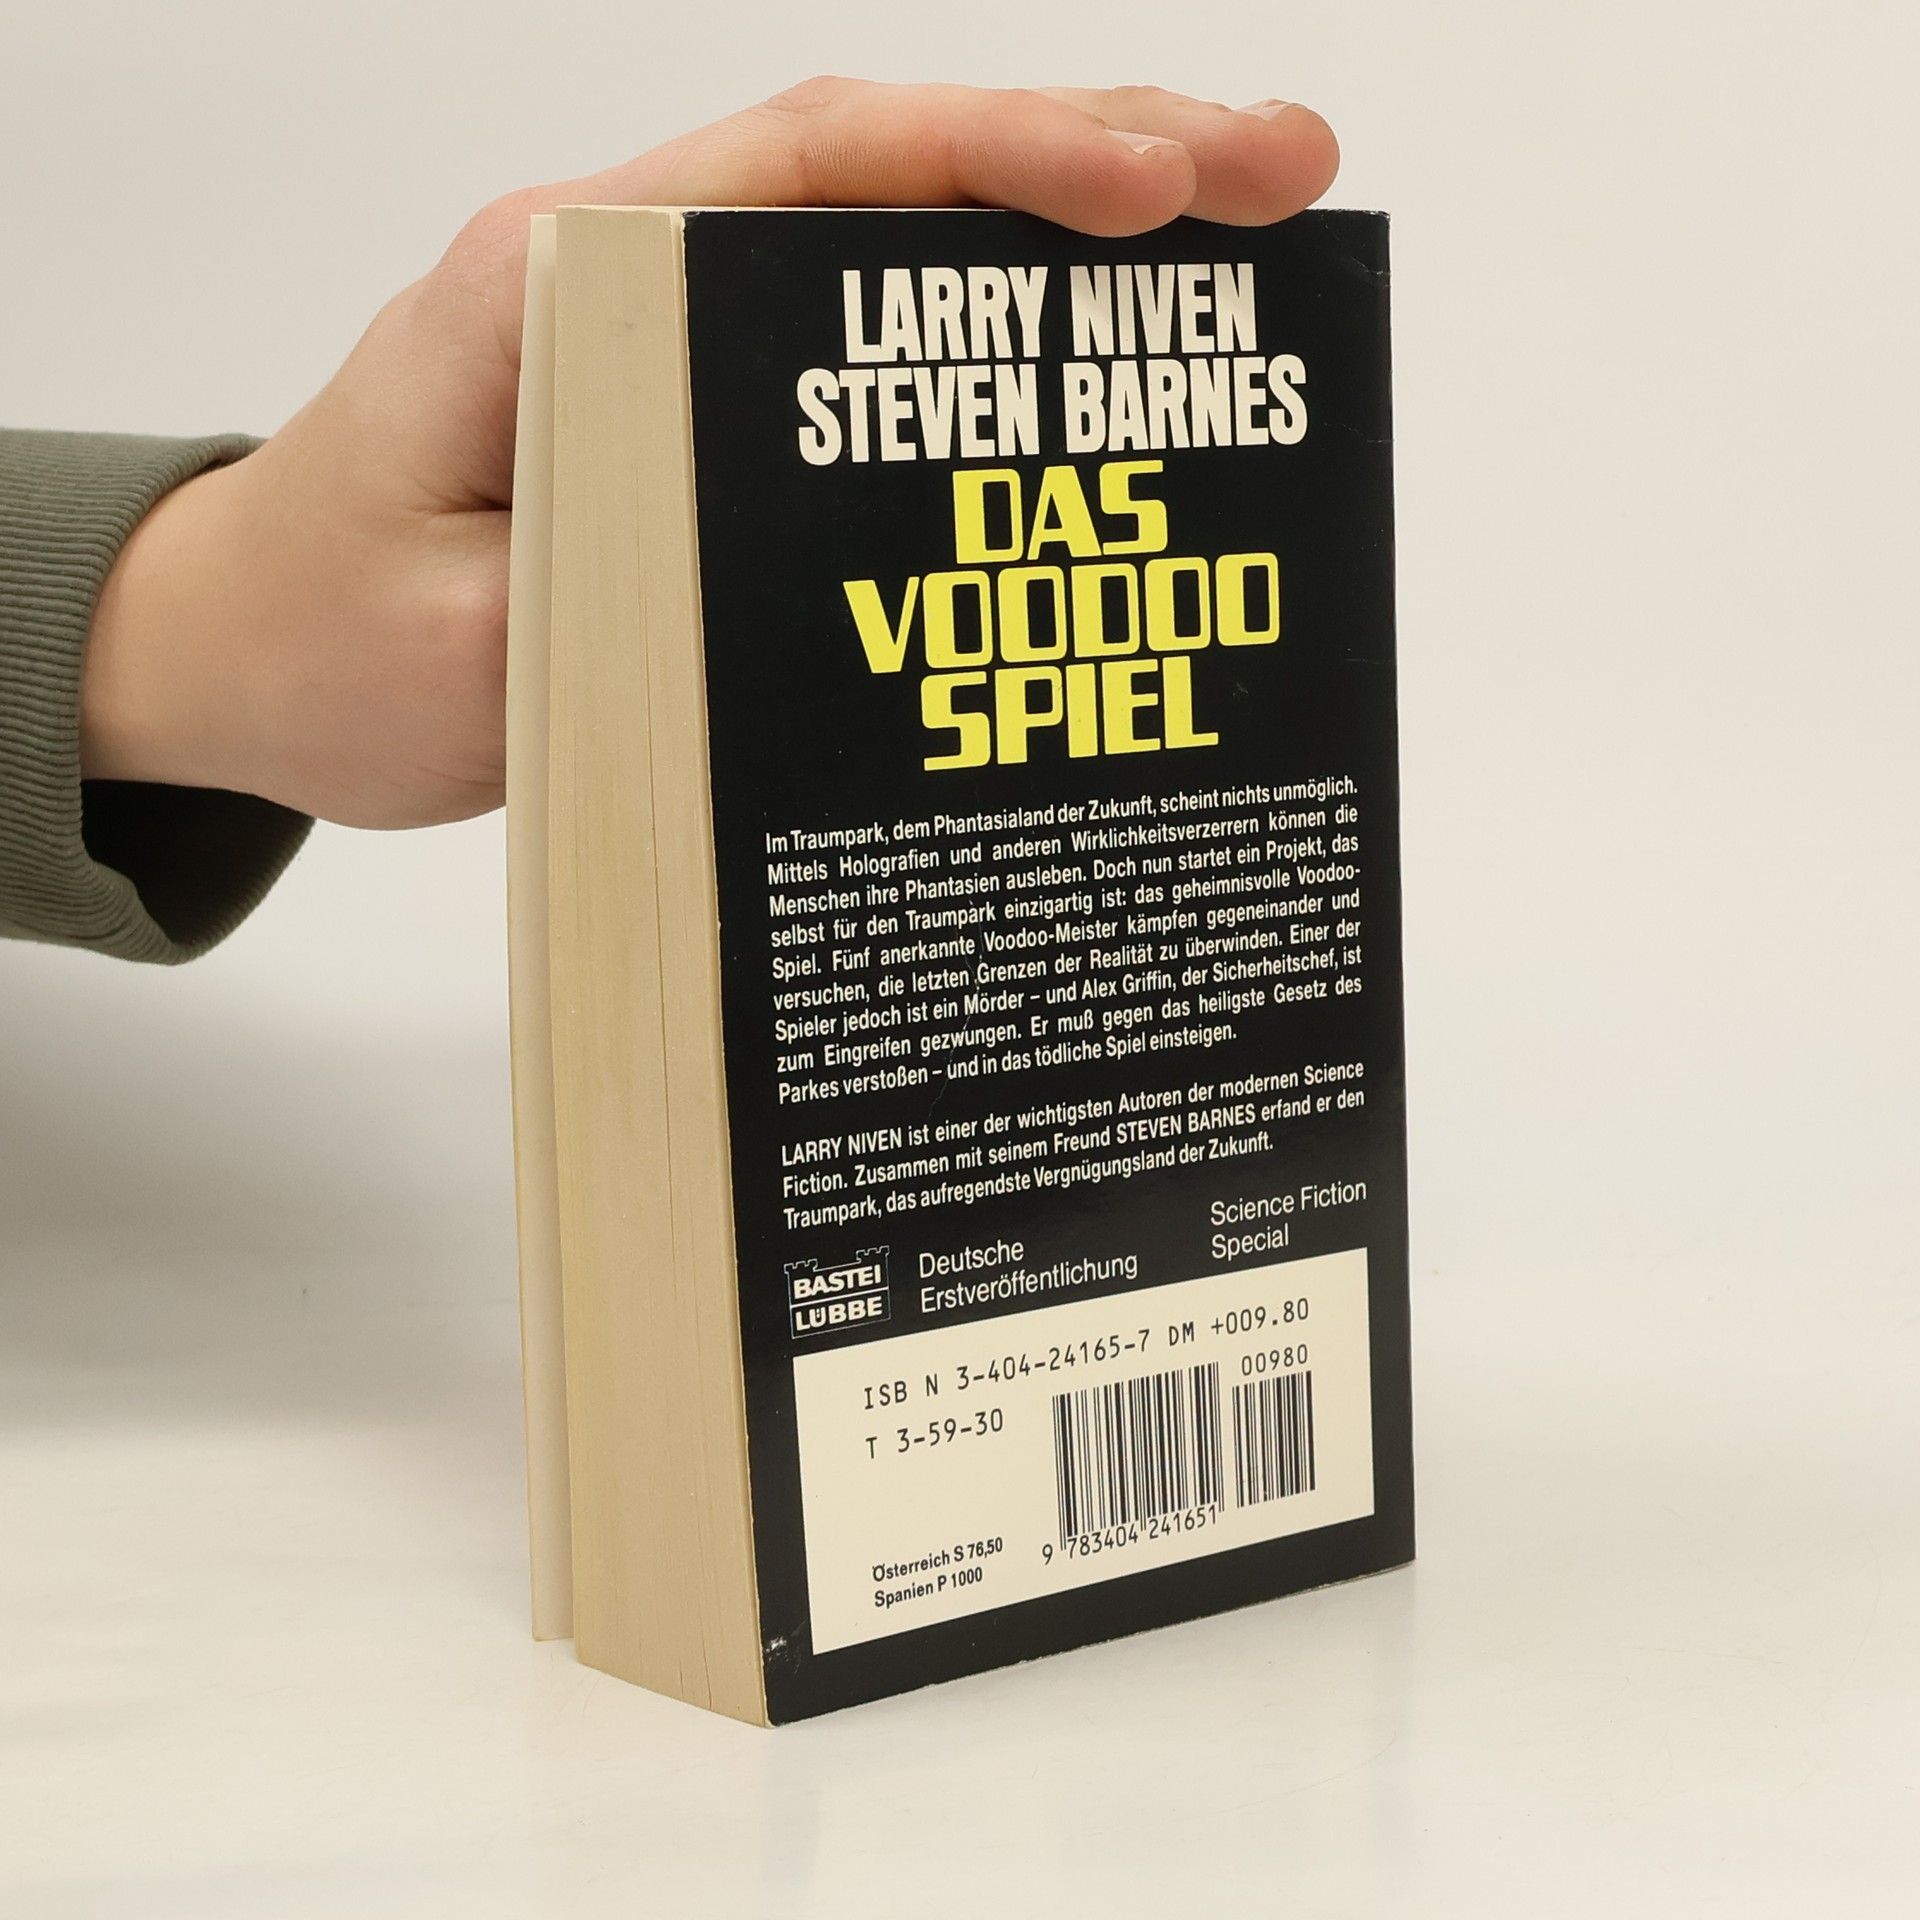 LARRY NIVEN
STEVEN BARNES
DAS
VOODOO
SPIEL
Im Traumpark, dem Phantasialand der Zukunft, scheint nichts unmöglich.
Mittels Holografien und anderen Wirklichkeitsverzerrern können die
Menschen ihre Phantasien ausleben. Doch nun startet ein Projekt, das
selbst für den Traumpark einzigartig ist: das geheimnisvolle Voodoo-
Spiel. Fünf anerkannte Voodoo-Meister kämpfen gegeneinander und
versuchen, die letzten Grenzen der Realität zu überwinden. Einer der
Spieler jedoch ist ein Mörder – und Alex Griffin, der Sicherheitschef, ist
zum Eingreifen gezwungen. Er muß gegen das heiligste Gesetz des
Parkes verstoßen – und in das tödliche Spiel einsteigen.
LARRY NIVEN ist einer der wichtigsten Autoren der modernen Science
Fiction. Zusammen mit seinem Freund STEVEN BARNES erfand er den
Traumpark, das aufregendste Vergnügungsland der Zukunft.
BASTEI
LÜBBE
Deutsche
Erstveröffentlichung
Science Fiction
Special
ISB N 3-404-24165-7 DM +009.80
T 3-59-30
00980
9 783404 241651
Österreich S 76,50
Spanien P 1000